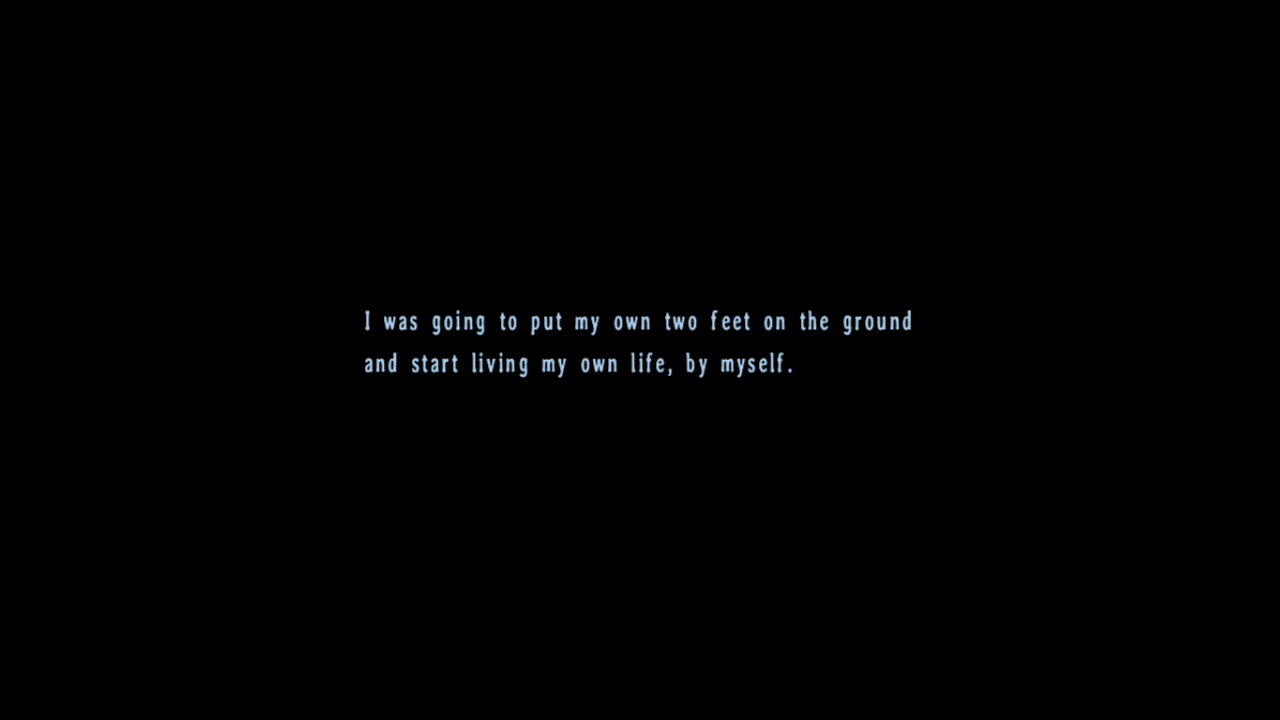 I was going to put my own two feet on the ground
and start living my own life, by myself.